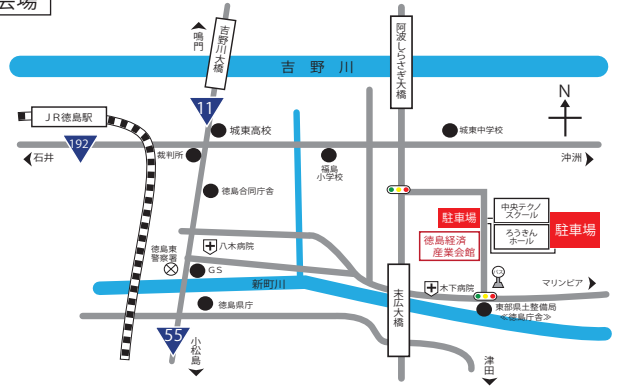 会場
鳴門
吉野川大橋
阿波しらさぎ大橋
吉野川
N
JR徳島駅
11
城東高校
城東中学校
192
石井
裁判所
福島
小学校
沖洲
徳島合同庁舎
中央テクノ
スクール
駐車場
ろうきん
ホール
駐車場
徳島経済
産業会館
徳島東
警察署
八木病院
GS
バス
新町川
木下病院
マリンピア
徳島県庁
末広大橋
東部県土整備局
≪徳島庁舎≫
55
小松島
津田